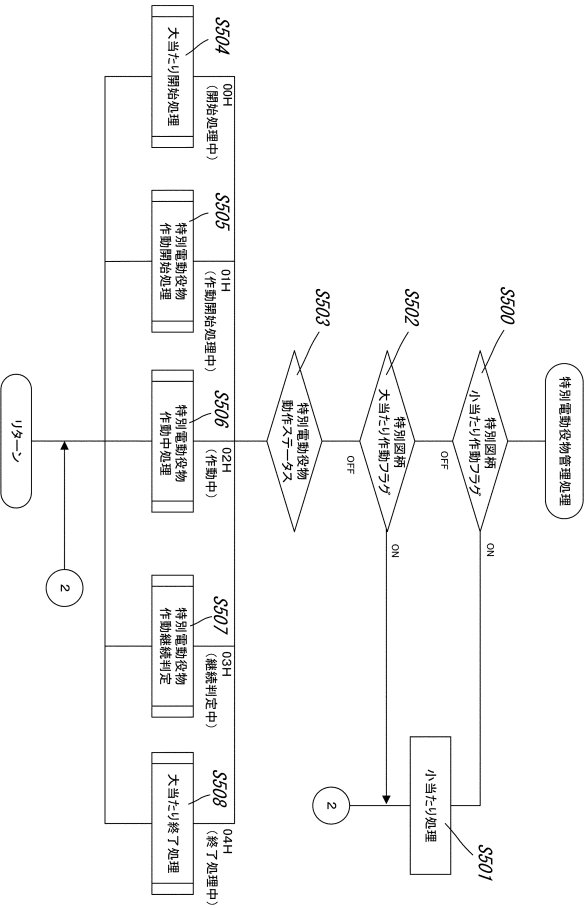 特別電動役物管理処理
S500
特別図柄
小当たり作動フラグ
ON
OFF
S501
小当たり処理
S502
特別図柄
大当たり作動フラグ
ON
OFF
2
S503
特別電動役物
動作ステータス
00H
(開始処理中)
01H
(作動開始処理中)
02H
(作動中)
03H
(継続判定中)
04H
(終了処理中)
S504
大当たり開始処理
S505
特別電動役物
作動開始処理
S506
特別電動役物
作動中処理
S507
特別電動役物
作動継続判定
S508
大当たり終了処理
2
リターン